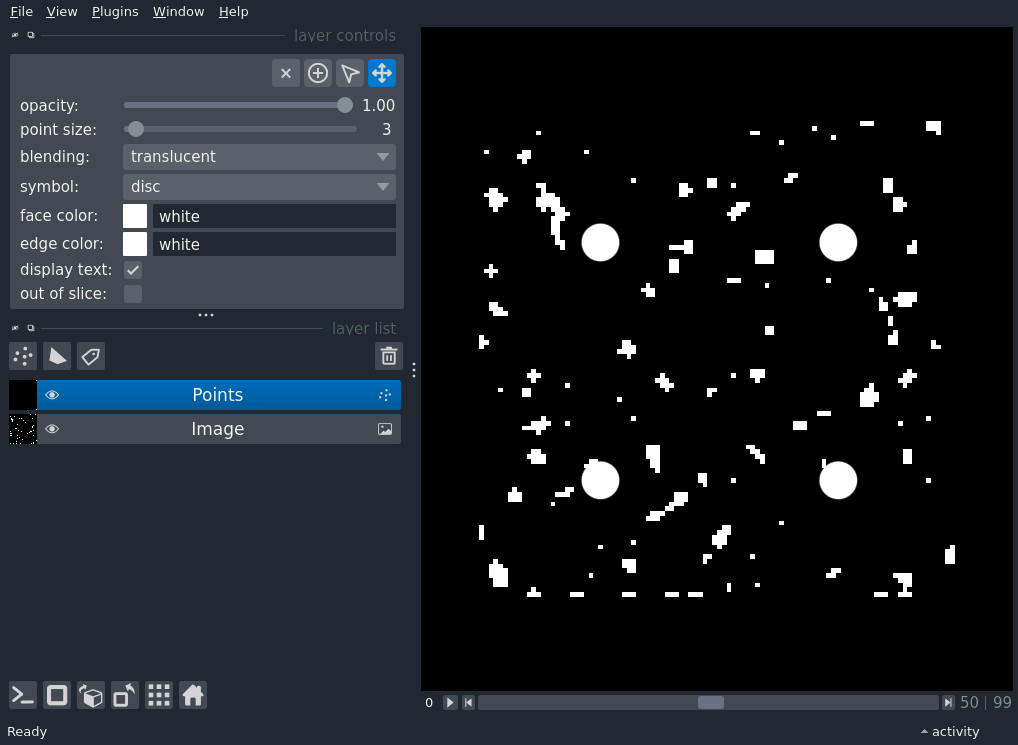 File View Plugins Window Help
layer controls
opacity: 1.00
point size: 3
blending: translucent
symbol: disc
face color: white
edge color: white
display text:
out of slice:
layer list
Points
Image
0 50 | 99
Ready activity